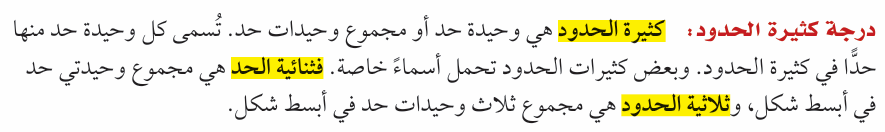 درجة كثيرة الحدود: كثيرة الحدود هي وحيدة حد أو مجموع وحيدات حد. تُسمى كل وحيدة حد منها
حدًّا في كثيرة الحدود. وبعض كثيرات الحدود تحمل أسماءً خاصة. فثنائية الحد هي مجموع وحيدتي حد
في أبسط شكل، وثلاثية الحدود هي مجموع ثلاث وحيدات حد في أبسط شكل.